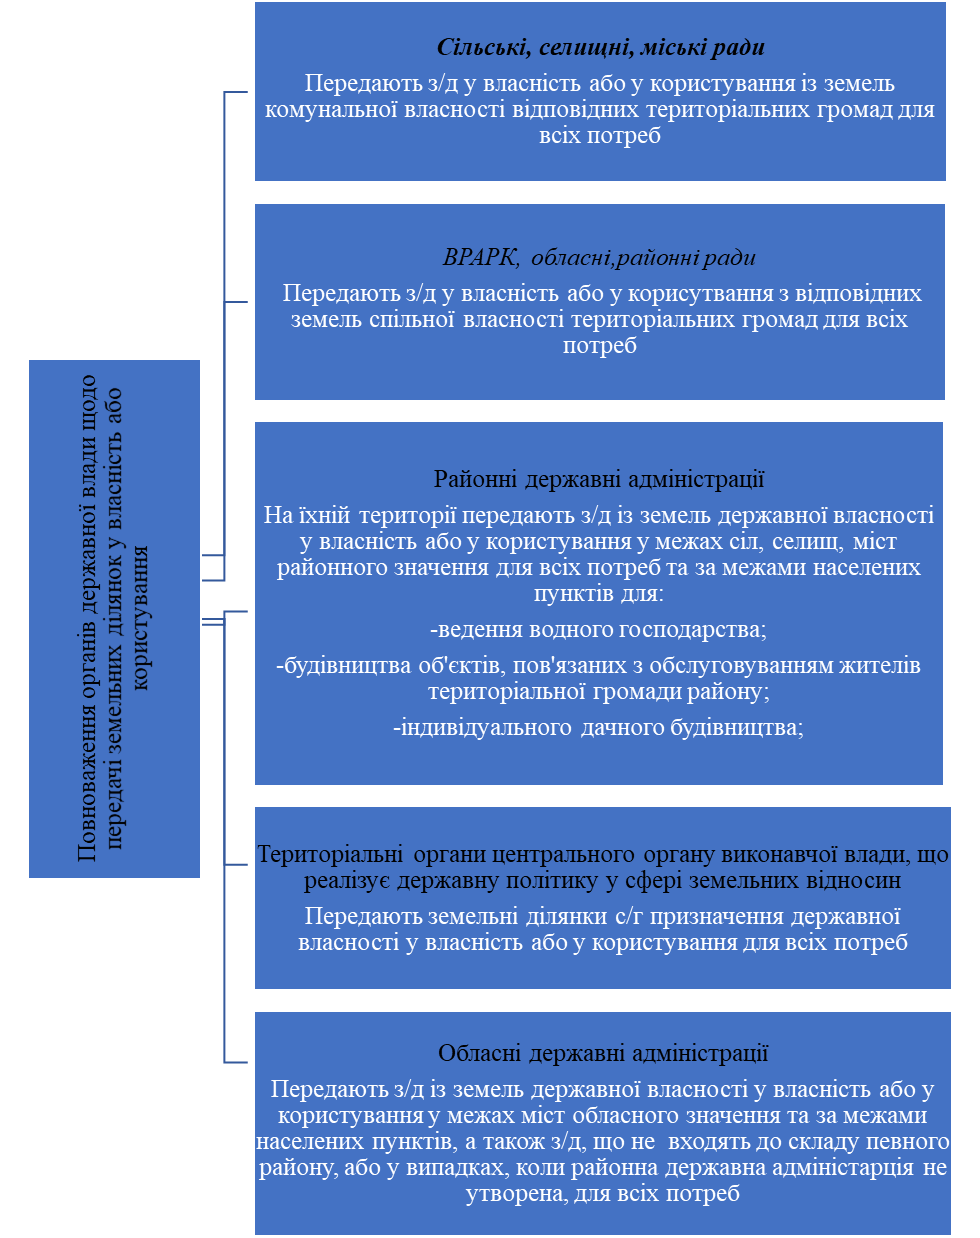 Повноваження органів державної влади щодо
передачі земельних ділянок у власність або
користування
Сільські, селищні, міські ради
Передають з/д у власність або у користування із земель
комунальної власності відповідних територіальних громад для
всіх потреб
ВРАРК, обласні,районні ради
Передають з/д у власність або у корисутвання з відповідних
земель спільної власності територіальних громад для всіх
потреб
Районні державні адміністрації
На їхній території передають з/д із земель державної власності
у власність або у користування у межах сіл, селищ, міст
районного значення для всіх потреб та за межами населених
пунктів для:
-ведення водного господарства;
-будівництва об'єктів, пов'язаних з обслуговуванням жителів
територіальної громади району;
-індивідуального дачного будівництва;
Територіальні органи центрального органу виконавчої влади, що
реалізує державну політику у сфері земельних відносин
Передають земельні ділянки с/г призначення державної
власності у власність або у користування для всіх потреб
Обласні державні адміністрації
Передають з/д із земель державної власності у власність або у
користування у межах міст обласного значення та за межами
населених пунктів, а також з/д, що не входять до складу певного
району, або у випадках, коли районна державна адміністарція не
утворена, для всіх потреб